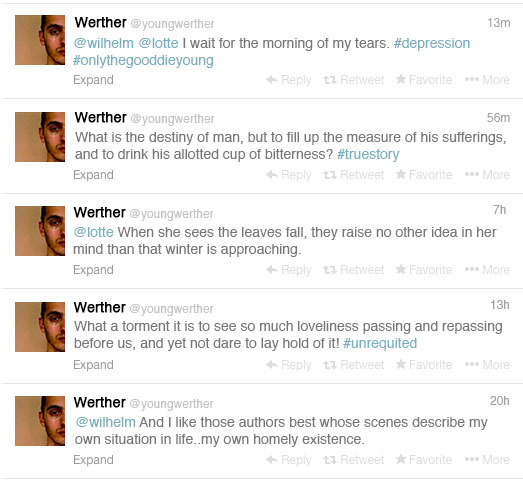 Werther @youngwerther 13m
@wilhelm @lotte I wait for the morning of my tears. #depression
#onlythegooddieyoung
Expand Reply Retweet Favorite More
Werther @youngwerther 56m
What is the destiny of man, but to fill up the measure of his sufferings,
and to drink his allotted cup of bitterness? #truestory
Expand Reply Retweet Favorite More
Werther @youngwerther 7h
@lotte When she sees the leaves fall, they raise no other idea in her
mind than that winter is approaching.
Expand Reply Retweet Favorite More
Werther @youngwerther 13h
What a torment it is to see so much loveliness passing and repassing
before us, and yet not dare to lay hold of it! #unrequited
Expand Reply Retweet Favorite More
Werther @youngwerther 20h
@wilhelm And I like those authors best whose scenes describe my
own situation in life..my own homely existence.
Expand Reply Retweet Favorite More